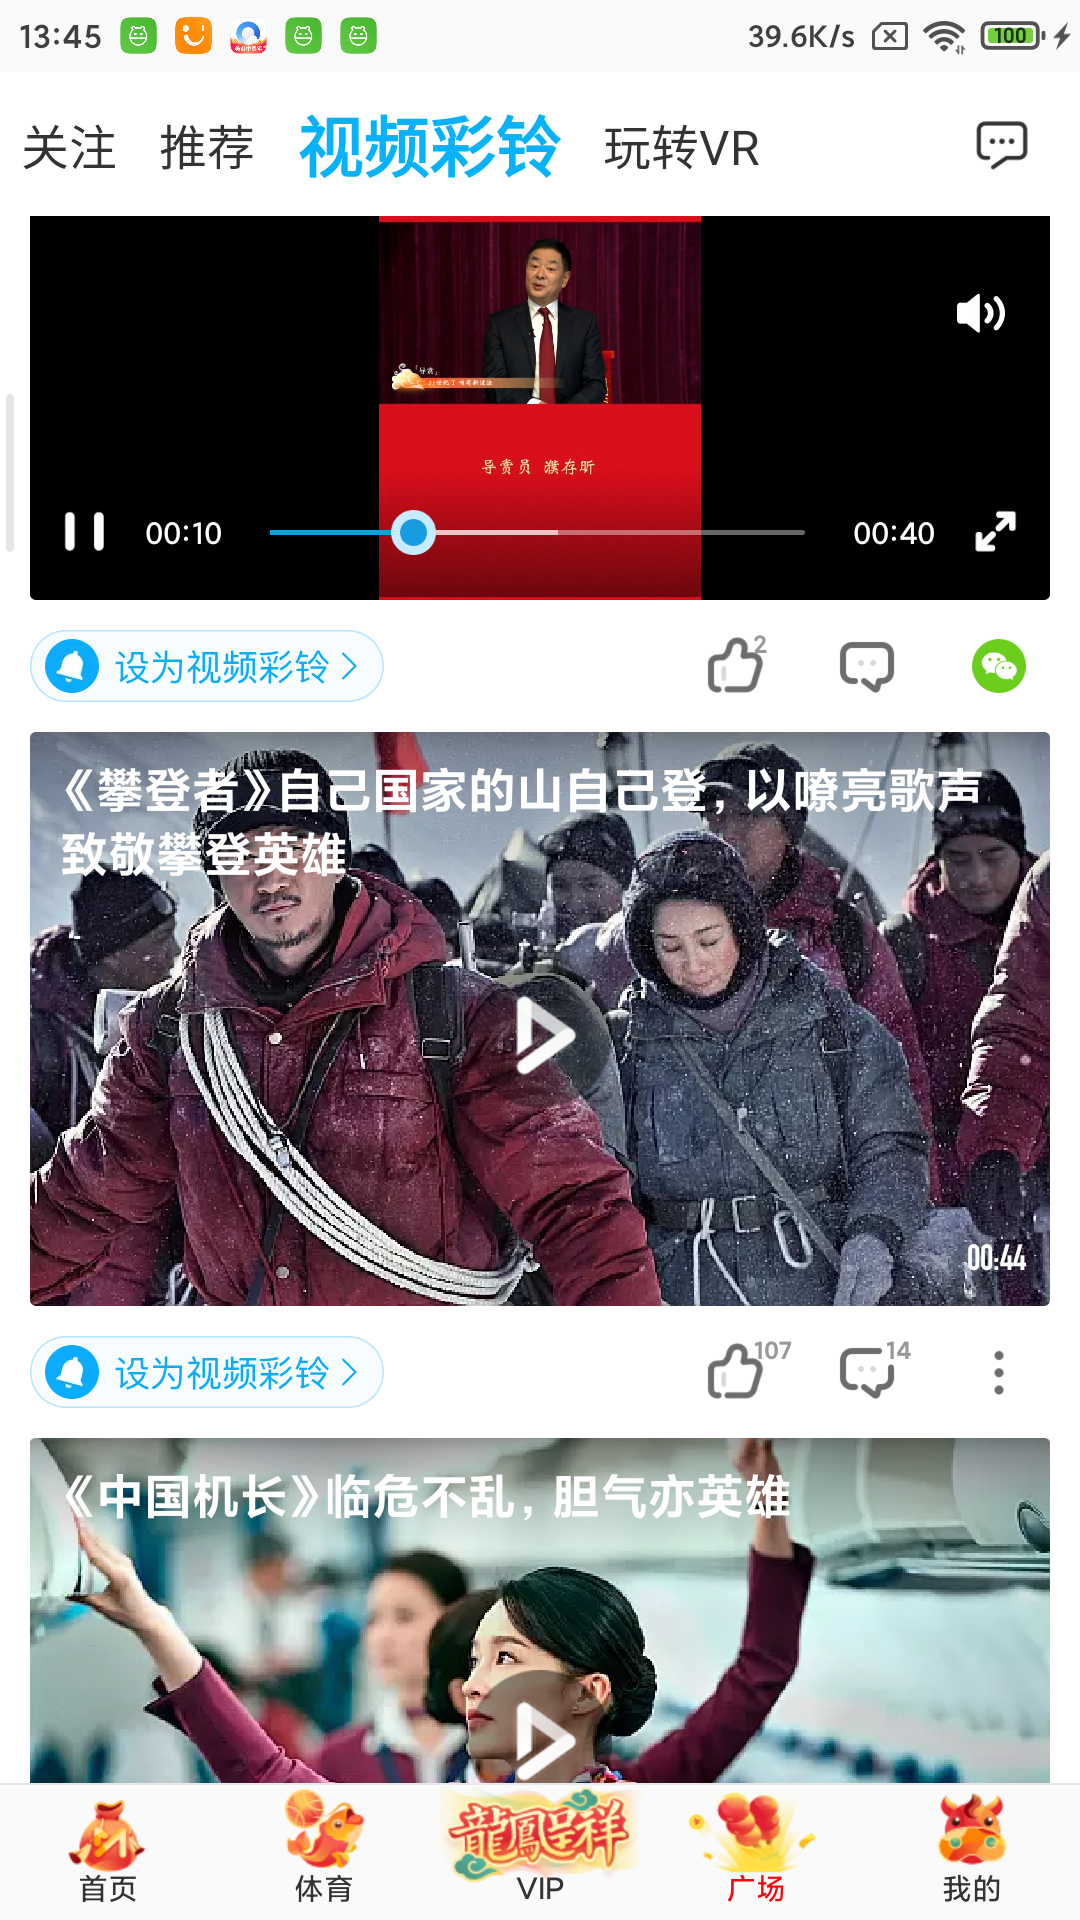 13:45
39.6K/s
100
关注 推荐 视频彩铃 玩转VR
「导赏」
导赏员 濮存昕
00:10
00:40
设为视频彩铃
2
《攀登者》自己国家的山自己登，以嘹亮歌声
致敬攀登英雄
00:44
设为视频彩铃
107
14
《中国机长》临危不乱，胆气亦英雄
龍鳳呈祥
首页
体育
VIP
广场
我的